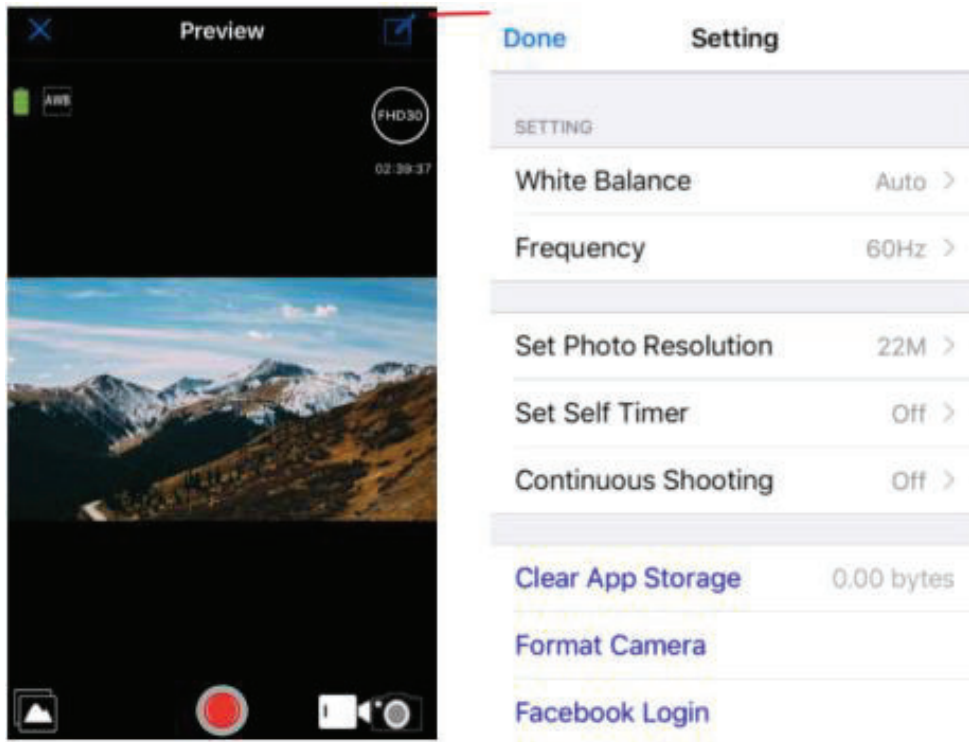 Preview
AWB
FHD30
02:39:37
Done Setting
SETTING
White Balance Auto >
Frequency 60Hz >
Set Photo Resolution 22M >
Set Self Timer Off >
Continuous Shooting Off >
Clear App Storage 0.00 bytes
Format Camera
Facebook Login